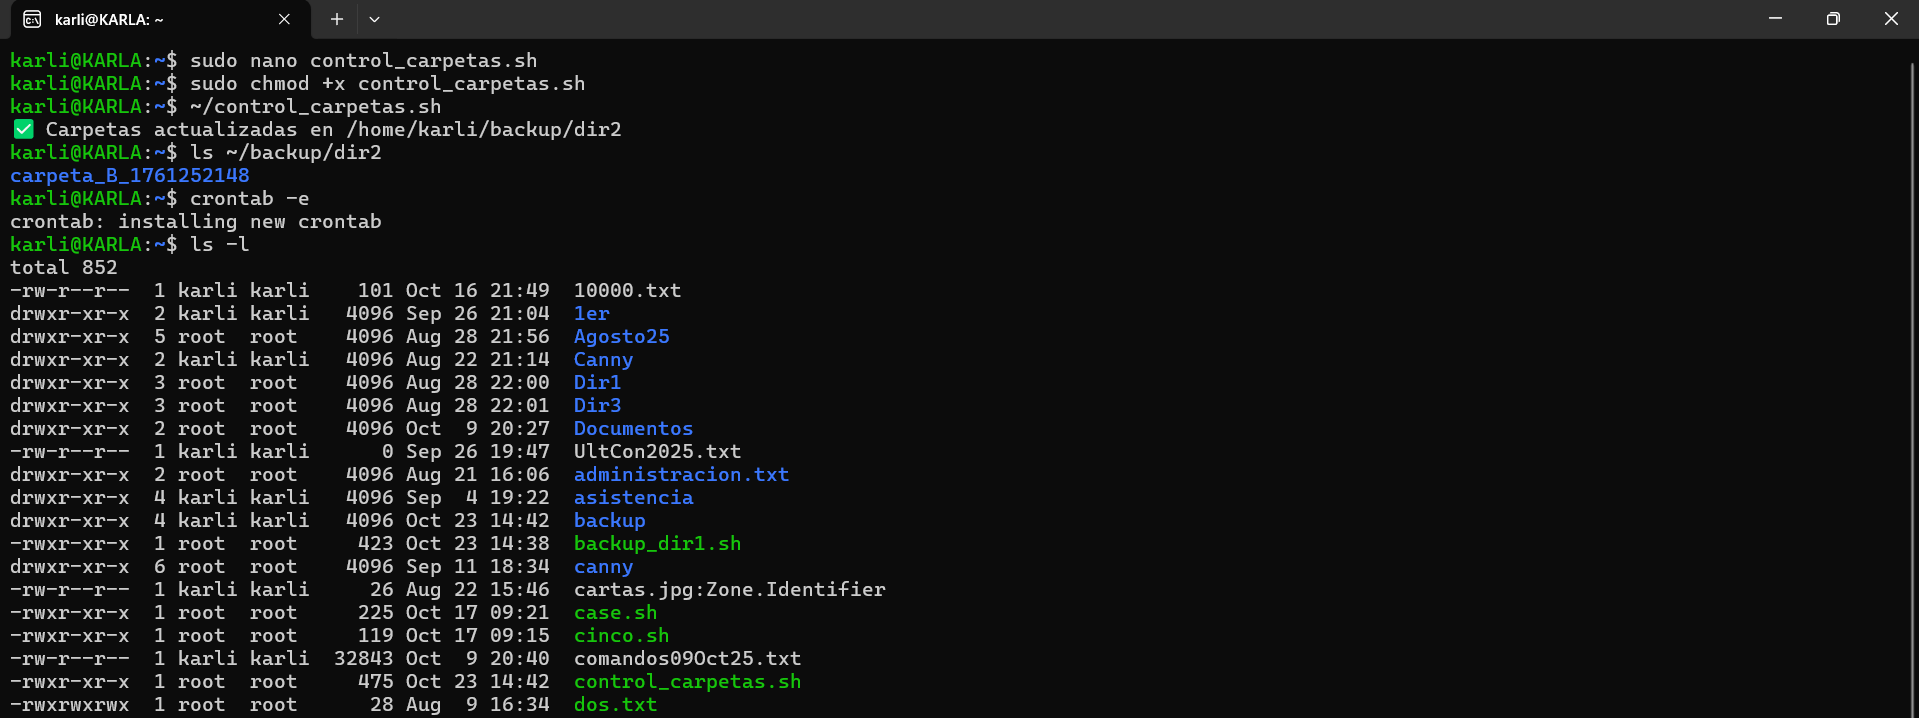 karli@KARLA: ~
karli@KARLA:~$ sudo nano control_carpetas.sh
karli@KARLA:~$ sudo chmod +x control_carpetas.sh
karli@KARLA:~$ ~/control_carpetas.sh
✅ Carpetas actualizadas en /home/karli/backup/dir2
karli@KARLA:~$ ls ~/backup/dir2
carpeta_B_1761252148
karli@KARLA:~$ crontab -e
crontab: installing new crontab
karli@KARLA:~$ ls -l
total 852
-rw-r--r--  1 karli karli    101 Oct 16 21:49  10000.txt
drwxr-xr-x  2 karli karli   4096 Sep 26 21:04  1er
drwxr-xr-x  5 root  root    4096 Aug 28 21:56  Agosto25
drwxr-xr-x  2 karli karli   4096 Aug 22 21:14  Canny
drwxr-xr-x  3 root  root    4096 Aug 28 22:00  Dir1
drwxr-xr-x  3 root  root    4096 Aug 28 22:01  Dir3
drwxr-xr-x  2 root  root    4096 Oct  9 20:27  Documentos
-rw-r--r--  1 karli karli      0 Sep 26 19:47  UltCon2025.txt
drwxr-xr-x  2 root  root    4096 Aug 21 16:06  administracion.txt
drwxr-xr-x  4 karli karli   4096 Sep  4 19:22  asistencia
drwxr-xr-x  4 karli karli   4096 Oct 23 14:42  backup
-rwxr-xr-x  1 root  root     423 Oct 23 14:38  backup_dir1.sh
drwxr-xr-x  6 root  root    4096 Sep 11 18:34  canny
-rw-r--r--  1 karli karli     26 Aug 22 15:46  cartas.jpg:Zone.Identifier
-rwxr-xr-x  1 root  root     225 Oct 17 09:21  case.sh
-rwxr-xr-x  1 root  root     119 Oct 17 09:15  cinco.sh
-rw-r--r--  1 karli karli  32843 Oct  9 20:40  comandos09Oct25.txt
-rwxr-xr-x  1 root  root     475 Oct 23 14:42  control_carpetas.sh
-rwxrwxrwx  1 root  root      28 Aug  9 16:34  dos.txt